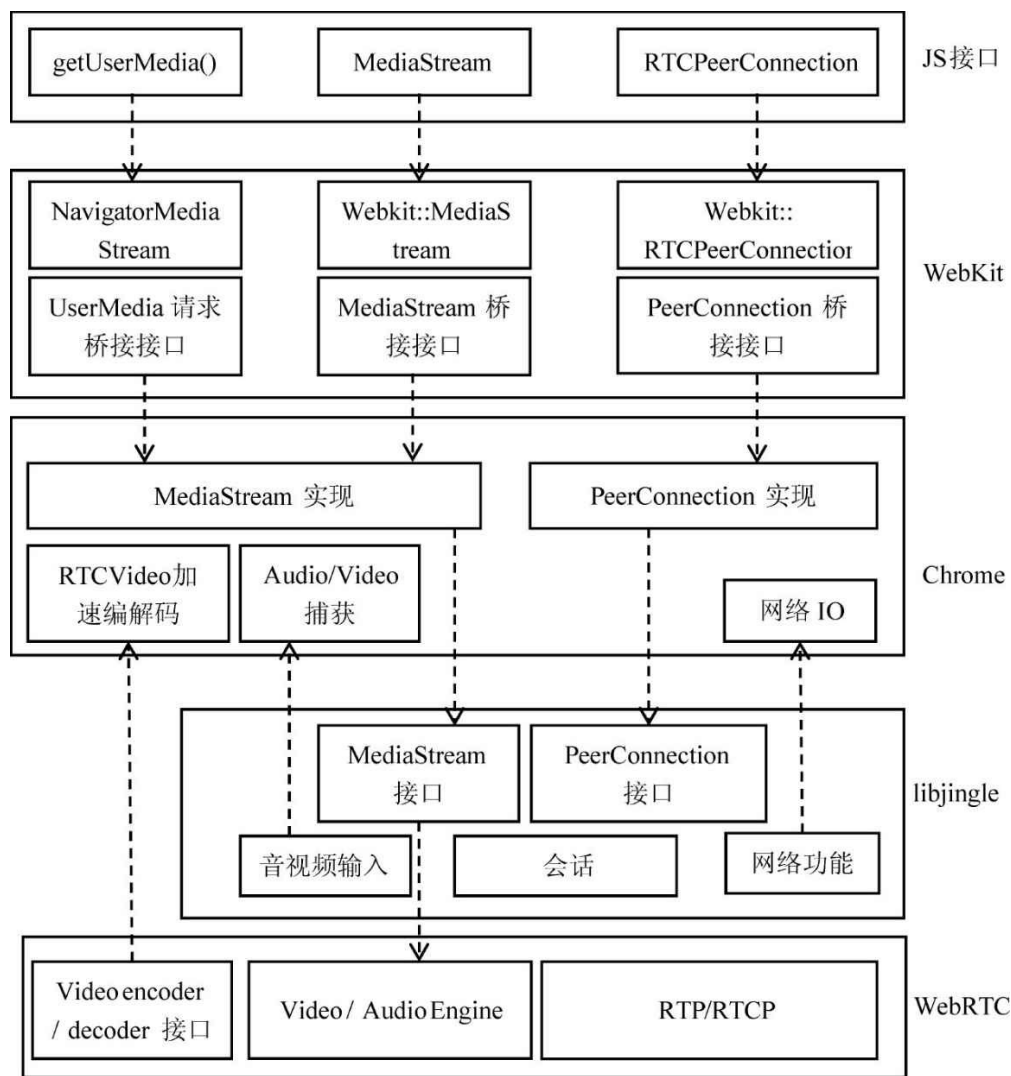 getUserMedia()
MediaStream
RTCPeerConnection
JS接口
NavigatorMedia
Stream
Webkit::MediaS
tream
Webkit::
RTCPeerConnection
WebKit
UserMedia 请求
桥接接口
MediaStream 桥
接接口
PeerConnection 桥
接接口
MediaStream 实现
PeerConnection 实现
RTCVideo加
速编解码
Audio/Video
捕获
网络 IO
Chrome
MediaStream
接口
PeerConnection
接口
libjingle
音视频输入
会话
网络功能
Video encoder
/ decoder 接口
Video / Audio Engine
RTP/RTCP
WebRTC